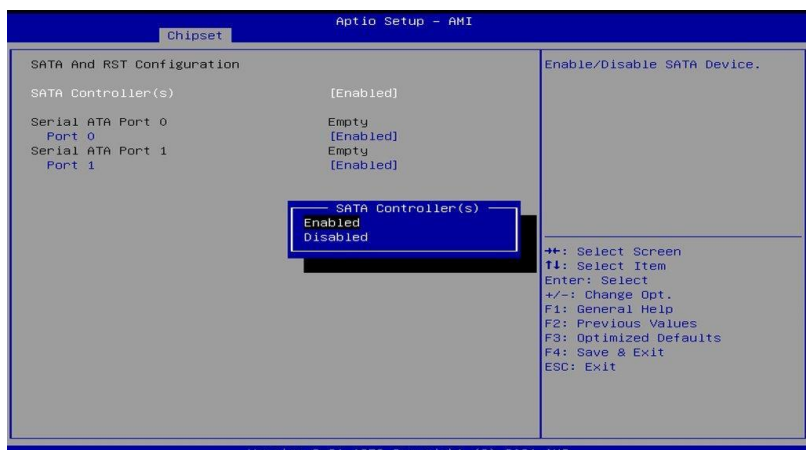 Aptio Setup – AMI
Chipset
SATA And RST Configuration
SATA Controller(s) [Enabled]
Serial ATA Port 0 Empty
Port 0 [Enabled]
Serial ATA Port 1 Empty
Port 1 [Enabled]
SATA Controller(s)
Enabled
Disabled
Enable/Disable SATA Device.
→←: Select Screen
↑↓: Select Item
Enter: Select
+/-: Change Opt.
F1: General Help
F2: Previous Values
F3: Optimized Defaults
F4: Save & Exit
ESC: Exit